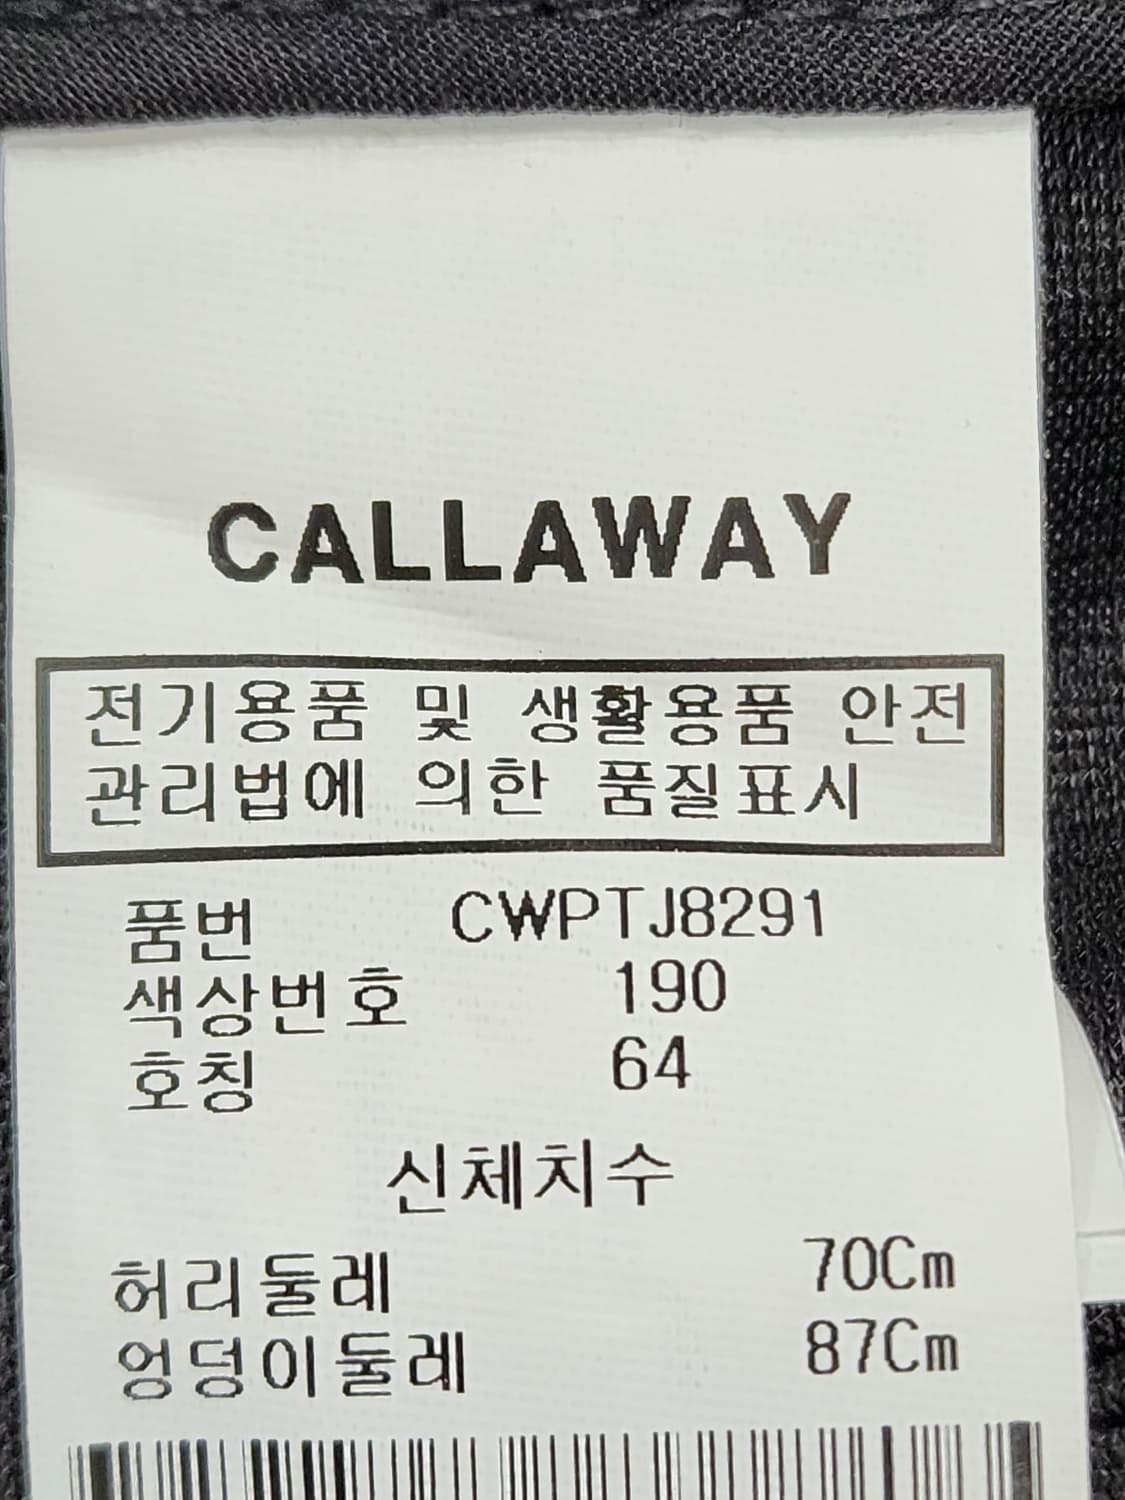 CALLAWAY
전기용품 및 생활용품 안전
관리법에 의한 품질표시
품번 CWPTJ8291
색상번호 190
호칭 64
신체치수
허리둘레 70Cm
엉덩이둘레 87Cm